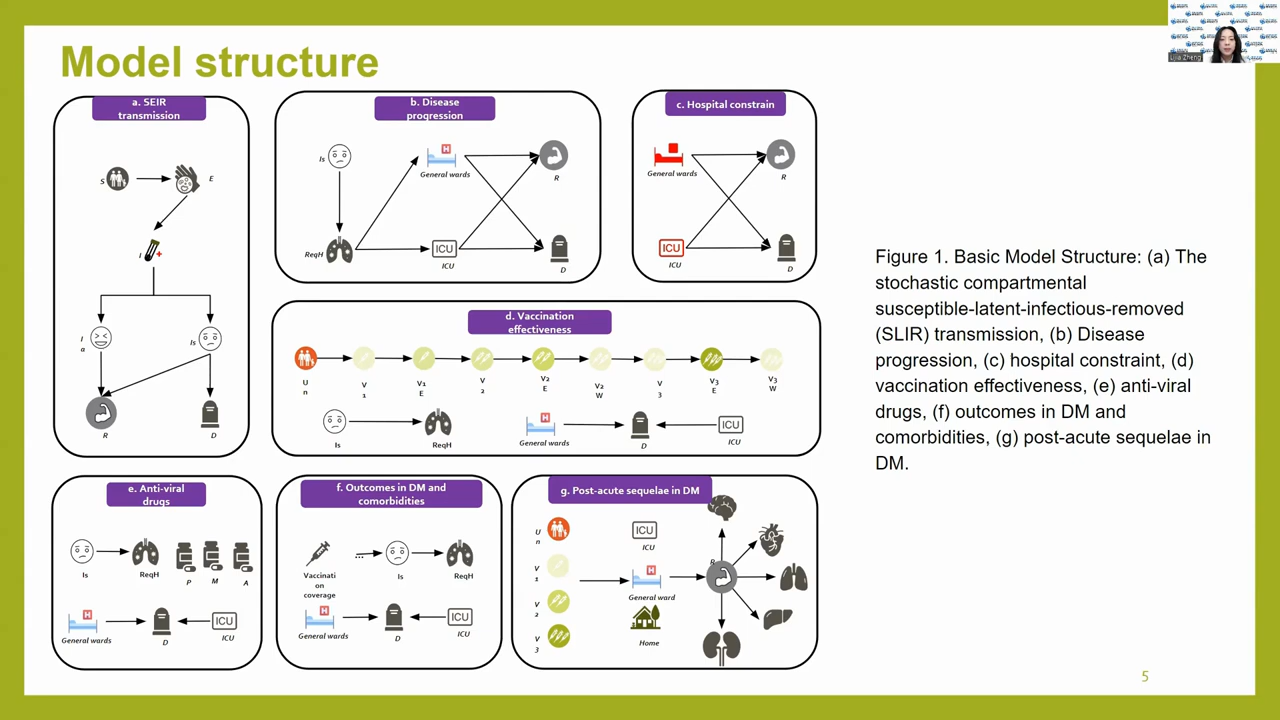 Model structure
a. SEIR
transmission
S
E
I
I
a
Is
R
D
b. Disease
progression
Is
H
General wards
R
ReqH
ICU
ICU
D
c. Hospital constrain
General wards
R
ICU
ICU
D
d. Vaccination
effectiveness
U
n
V
1
V1
E
V
2
V2
E
V2
W
V
3
V3
E
V3
W
Is
ReqH
H
General wards
D
ICU
ICU
e. Anti-viral
drugs
Is
ReqH
P
M
A
H
General wards
D
ICU
ICU
f. Outcomes in DM and
comorbidities
Vaccinati
on
coverage
...
Is
ReqH
H
General wards
D
ICU
ICU
g. Post-acute sequelae in DM
U
n
V
1
V
2
V
3
ICU
ICU
H
General ward
Home
R
Figure 1. Basic Model Structure: (a) The
stochastic compartmental
susceptible-latent-infectious-removed
(SLIR) transmission, (b) Disease
progression, (c) hospital constraint, (d)
vaccination effectiveness, (e) anti-viral
drugs, (f) outcomes in DM and
comorbidities, (g) post-acute sequelae in
DM.
5